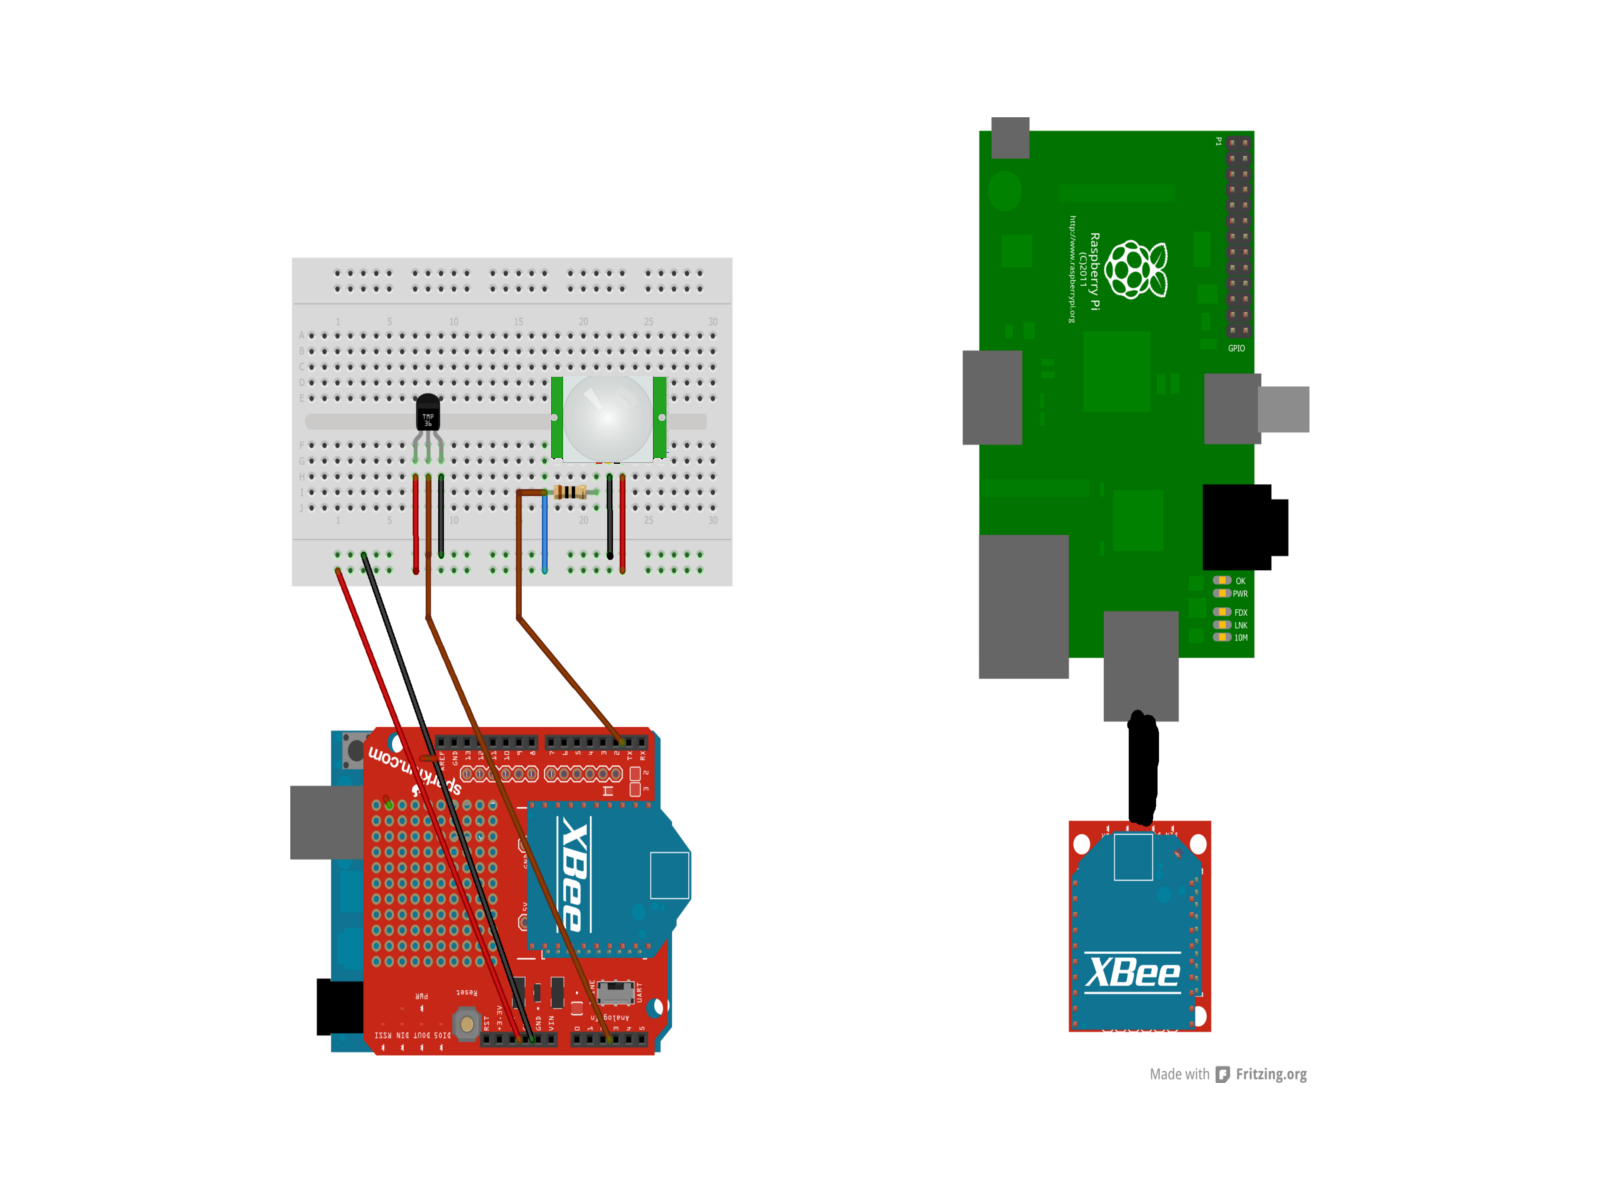 1 5 10 15 20 25 30
A
B
C
D
E
TMP
36
F
G
H
I
J
1 5 10 20 25 30
sparkfun.com
AREF GND 13 12 11 10 9 8 7 6 5 4 3 2 TX RX
2
3
GND
5V
XBee
UART
PWR
Reset
RSSI DIN DOUT DIO5
RST +3.3V GND VIN
Analog In
0 1 3 4 5
P1
Raspberry Pi
(C)2011
http://www.raspberrypi.org
GPIO
OK
PWR
FDX
LNK
10M
XBee
Made with Fritzing.org